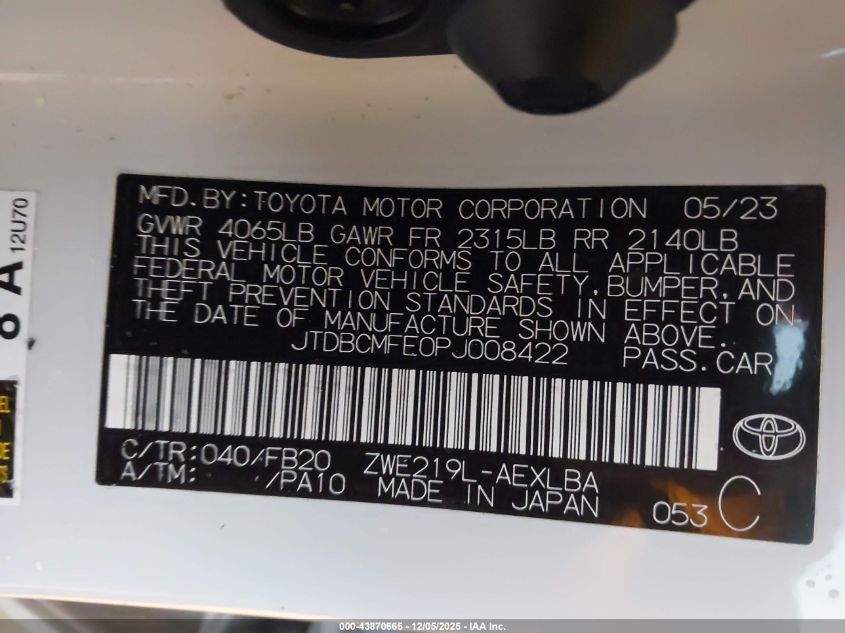 MFD. BY: TOYOTA MOTOR CORPORATION 05/23
GVWR 4065LB GAWR FR 2315LB RR 2140LB
THIS VEHICLE CONFORMS TO ALL APPLICABLE
FEDERAL MOTOR VEHICLE SAFETY, BUMPER, AND
THEFT PREVENTION STANDARDS IN EFFECT ON
THE DATE OF MANUFACTURE SHOWN ABOVE.
JTDBCMFE0PJ008422 PASS. CAR
C/TR: 040/FB20 ZWE219L-AEXLBA
A/TM: /PA10 MADE IN JAPAN
053 C
8 A
12U70
000-43870665 - 12/05/2025 - IAA Inc.